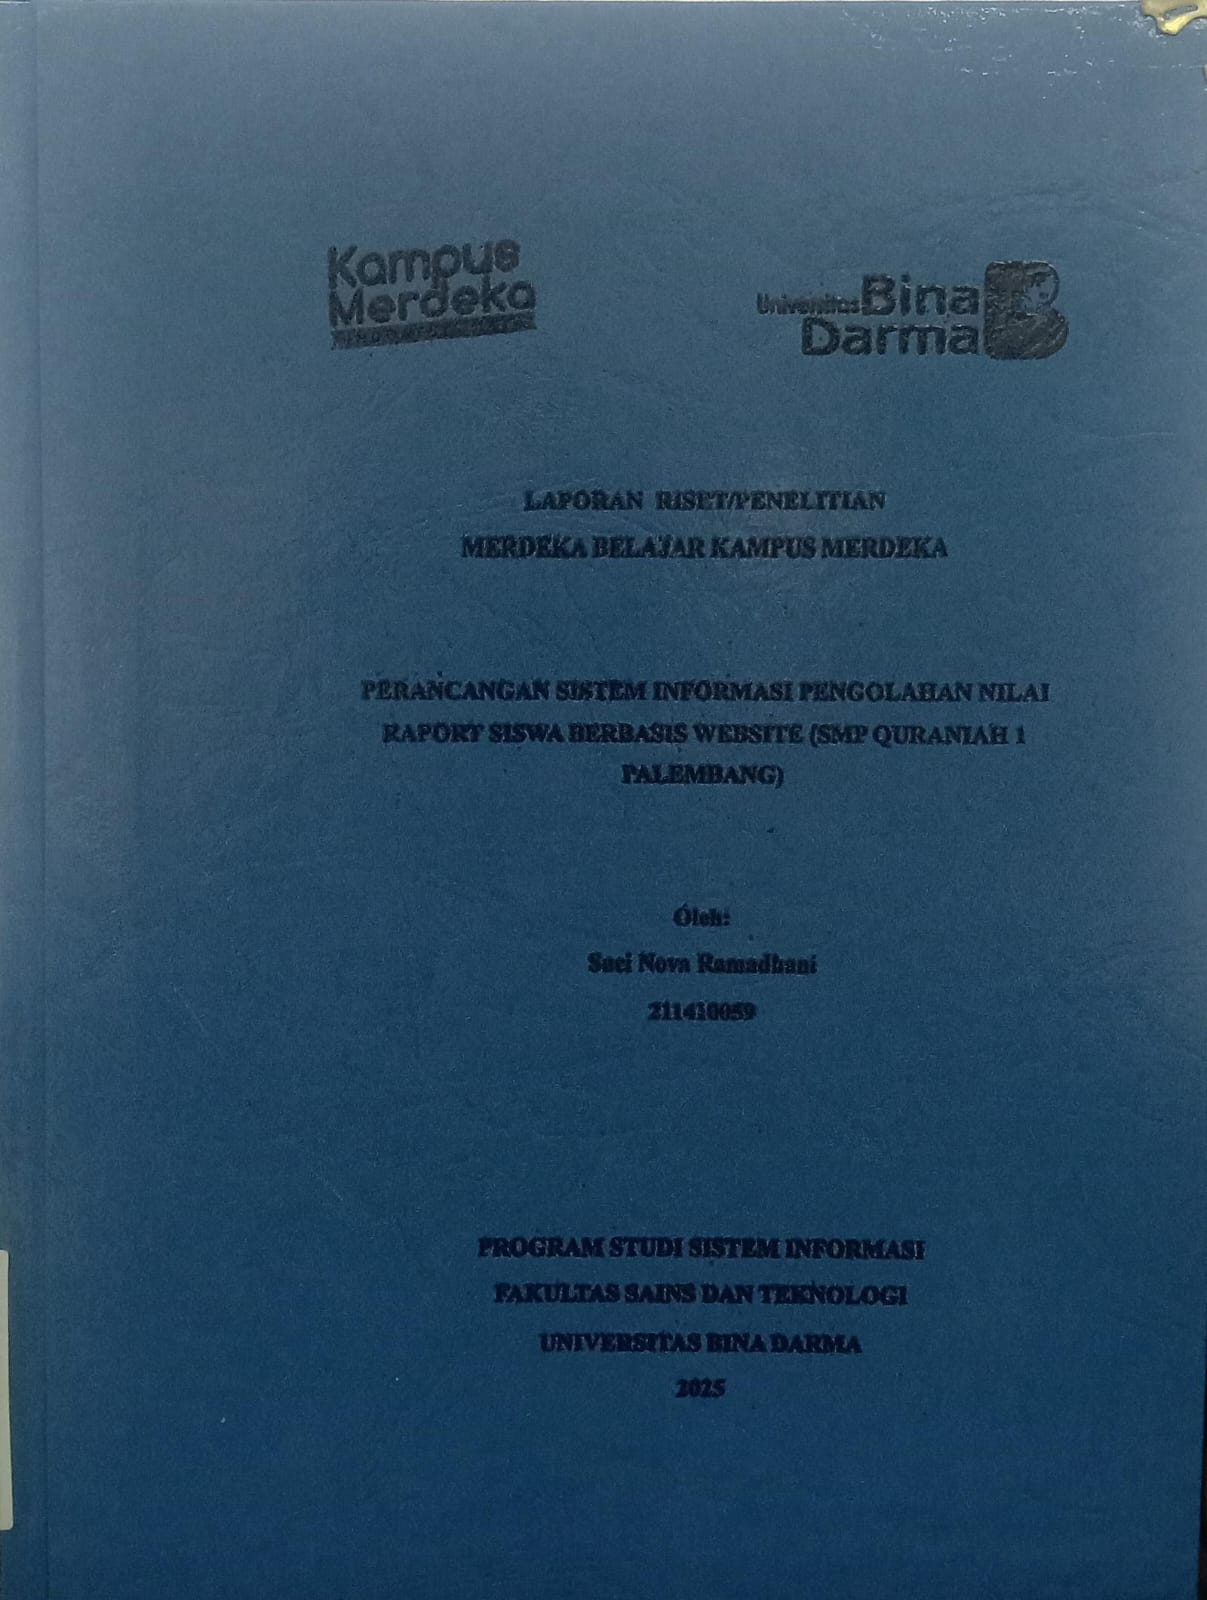 Kampus
Merdeka
Universitas Bina
Darma
LAPORAN RISET/PENELITIAN
MERDEKA BELAJAR KAMPUS MERDEKA
PERANCANGAN SISTEM INFORMASI PENGOLAHAN NILAI
RAPORT SISWA BERBASIS WEBSITE (SMP QURANIAH 1
PALEMBANG)
Oleh:
Suci Nova Ramadhani
211410059
PROGRAM STUDI SISTEM INFORMASI
FAKULTAS SAINS DAN TEKNOLOGI
UNIVERSITAS BINA DARMA
2025